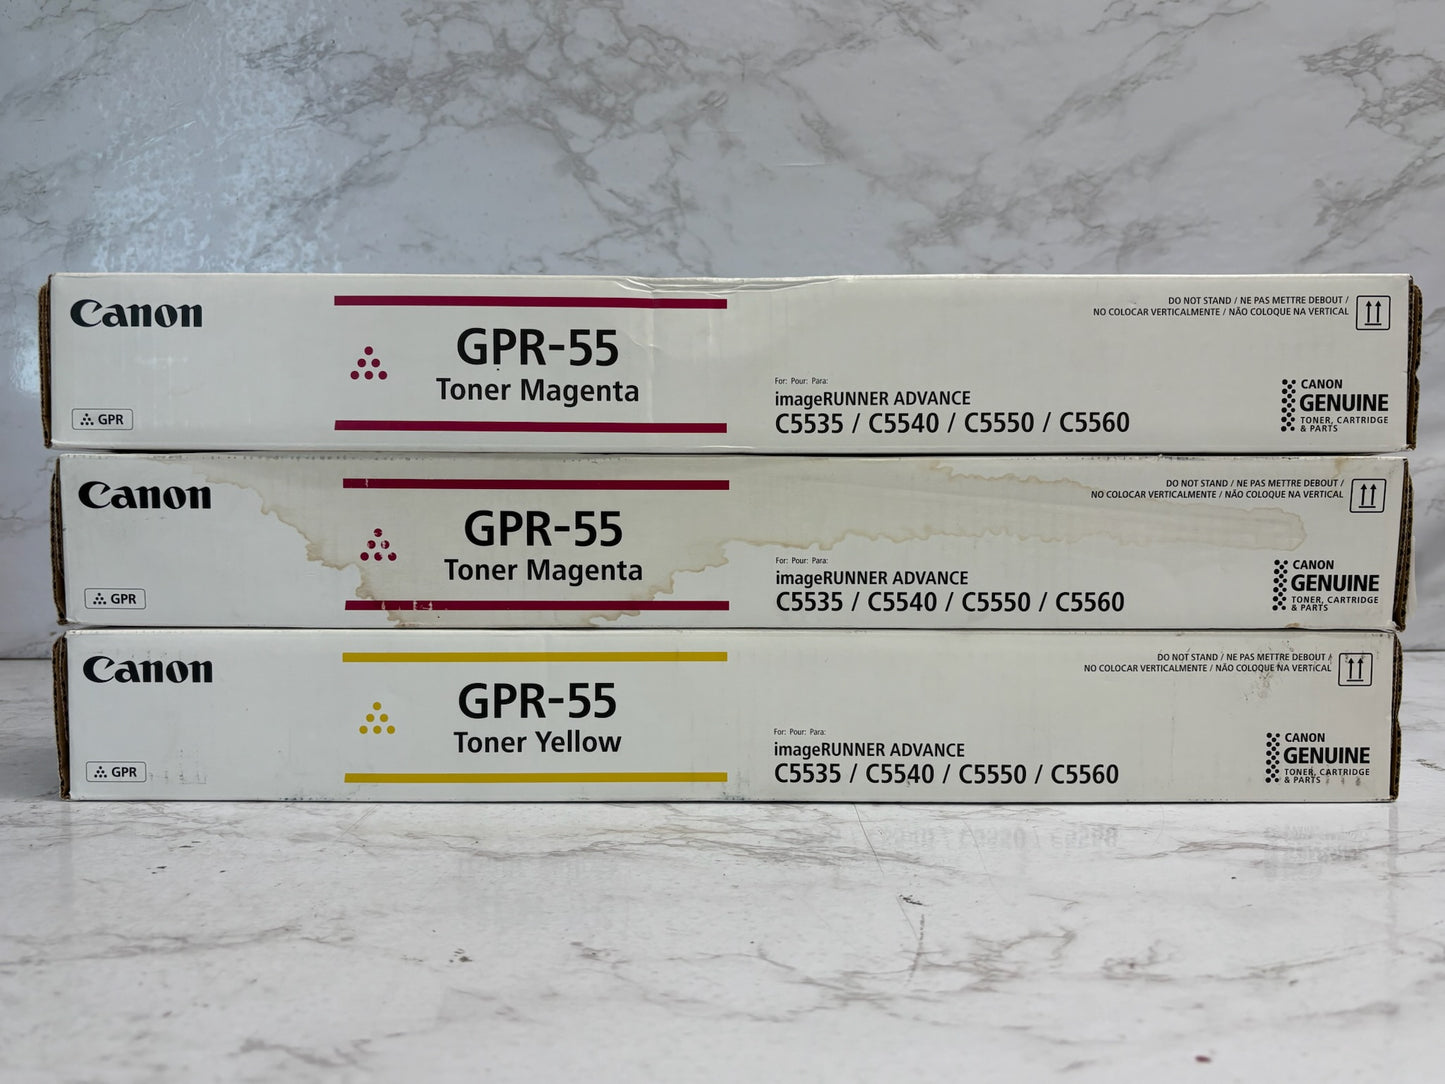 Canon
GPR-55
Toner Magenta
GPR
For: Pour: Para:
imageRUNNER ADVANCE
C5535 / C5540 / C5550 / C5560
DO NOT STAND / NE PAS METTRE DEBOUT /
NO COLOCAR VERTICALMENTE / NÃO COLOQUE NA VERTICAL
CANON
GENUINE
TONER, CARTRIDGE
& PARTS
Canon
GPR-55
Toner Magenta
GPR
For: Pour: Para:
imageRUNNER ADVANCE
C5535 / C5540 / C5550 / C5560
DO NOT STAND / NE PAS METTRE DEBOUT /
NO COLOCAR VERTICALMENTE / NÃO COLOQUE NA VERTICAL
CANON
GENUINE
TONER, CARTRIDGE
& PARTS
Canon
GPR-55
Toner Yellow
GPR
For: Pour: Para:
imageRUNNER ADVANCE
C5535 / C5540 / C5550 / C5560
DO NOT STAND / NE PAS METTRE DEBOUT /
NO COLOCAR VERTICALMENTE / NÃO COLOQUE NA VERTICAL
CANON
GENUINE
TONER, CARTRIDGE
& PARTS